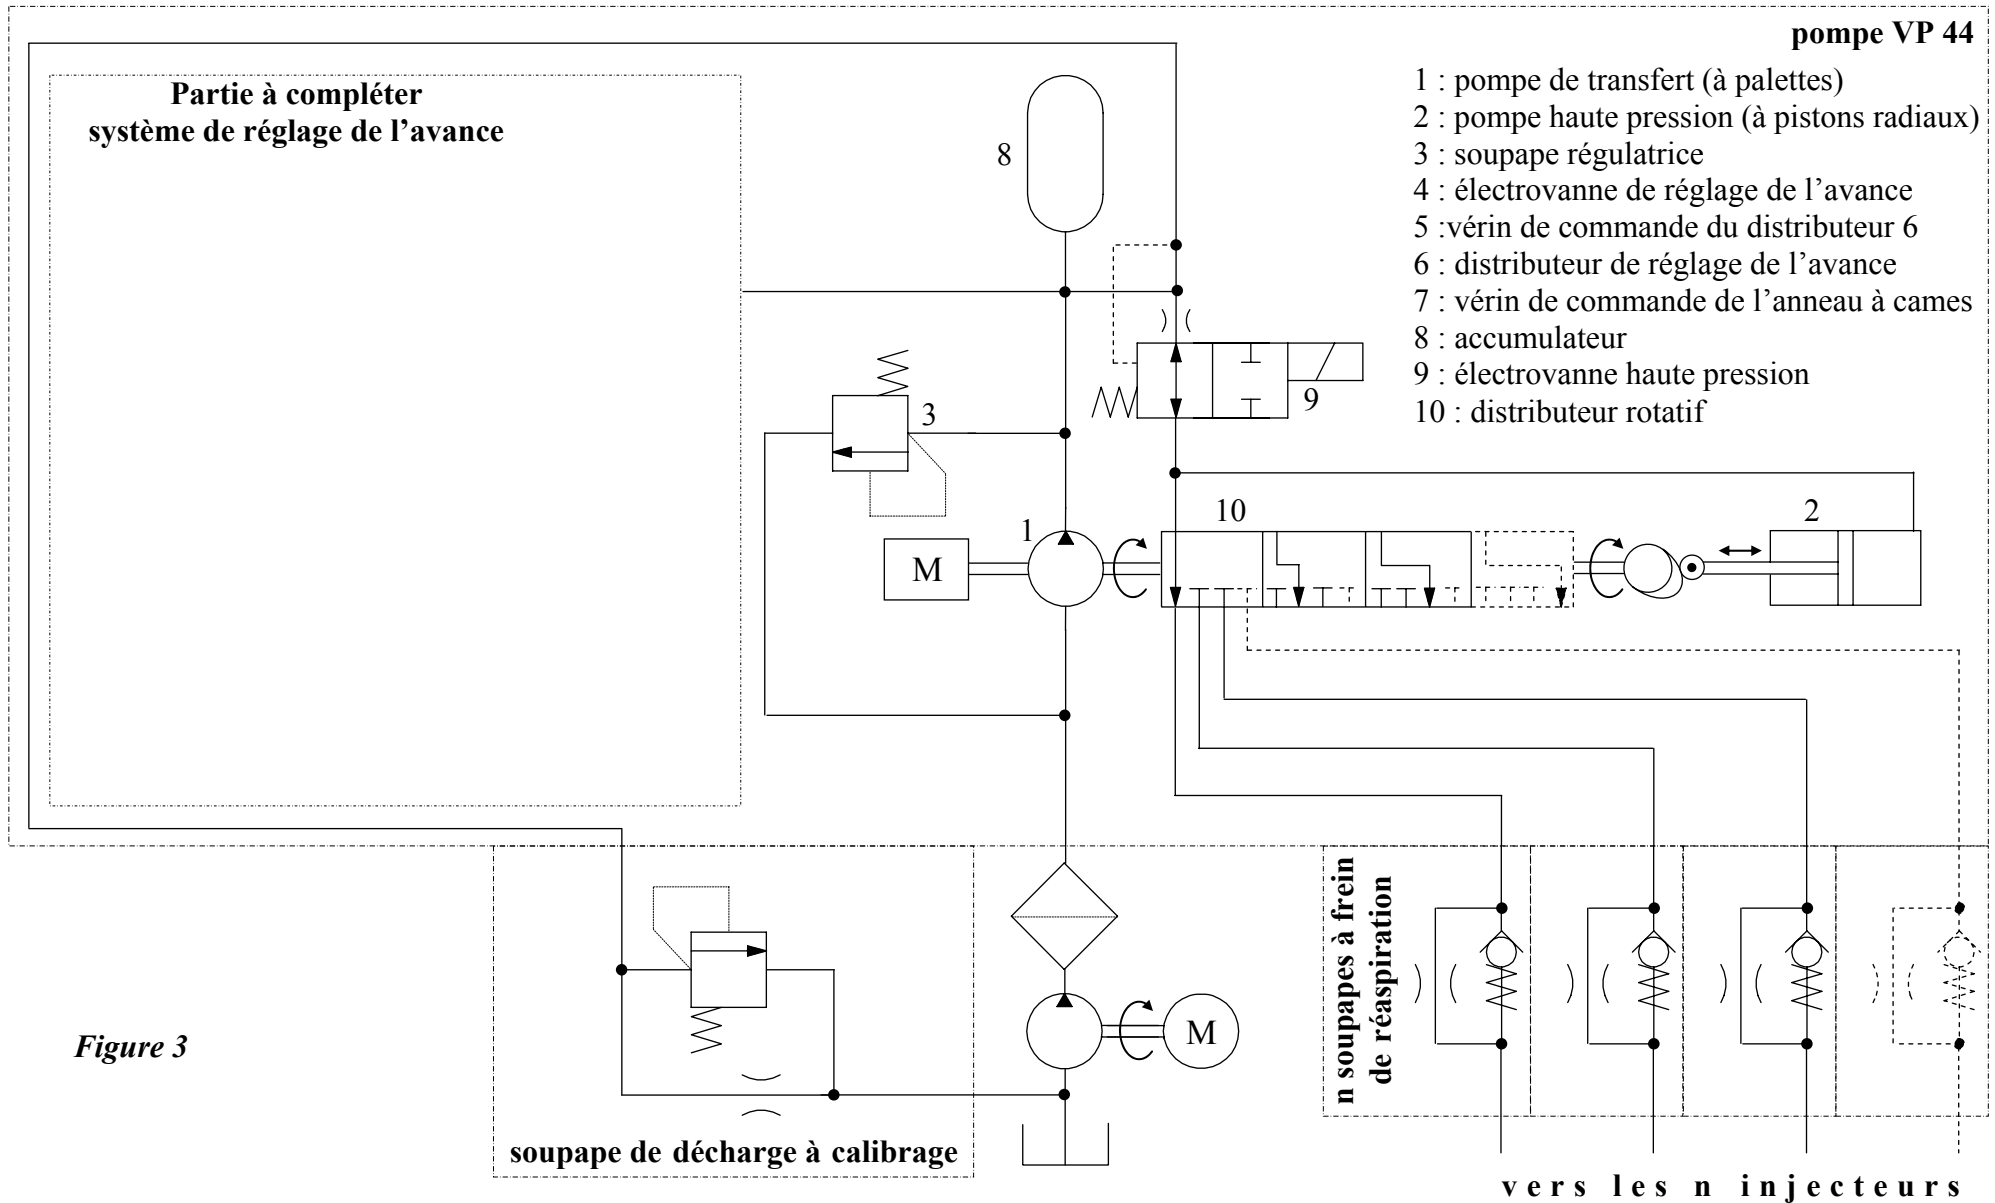 pompe VP 44
Partie à compléter
système de réglage de l’avance
1 : pompe de transfert (à palettes)
2 : pompe haute pression (à pistons radiaux)
3 : soupape régulatrice
4 : électrovanne de réglage de l’avance
5 :vérin de commande du distributeur 6
6 : distributeur de réglage de l’avance
7 : vérin de commande de l’anneau à cames
8 : accumulateur
9 : électrovanne haute pression
10 : distributeur rotatif
8
9
3
1
10
2
M
n soupapes à frein
de réaspiration
M
Figure 3
soupape de décharge à calibrage
vers les n injecteurs